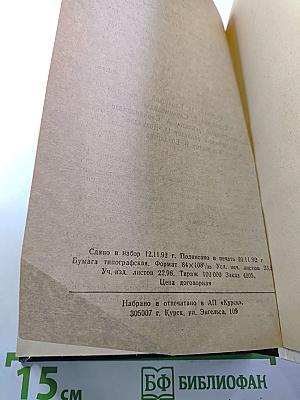 Сдано в набор 12.11.92 г. Подписано в печать 20.11.92 г.
Бумага типографская. Формат 84×108¹/₃₂ Усл. печ. листов
Уч. изд. листов 22,96. Тираж 100 000 Заказ 4205.
Цена договорная
Набрано и отпечатано в АП «Курск»,
305007 г. Курск, ул. Энгельса, 109
15 см
БФ БИБЛИОФАН